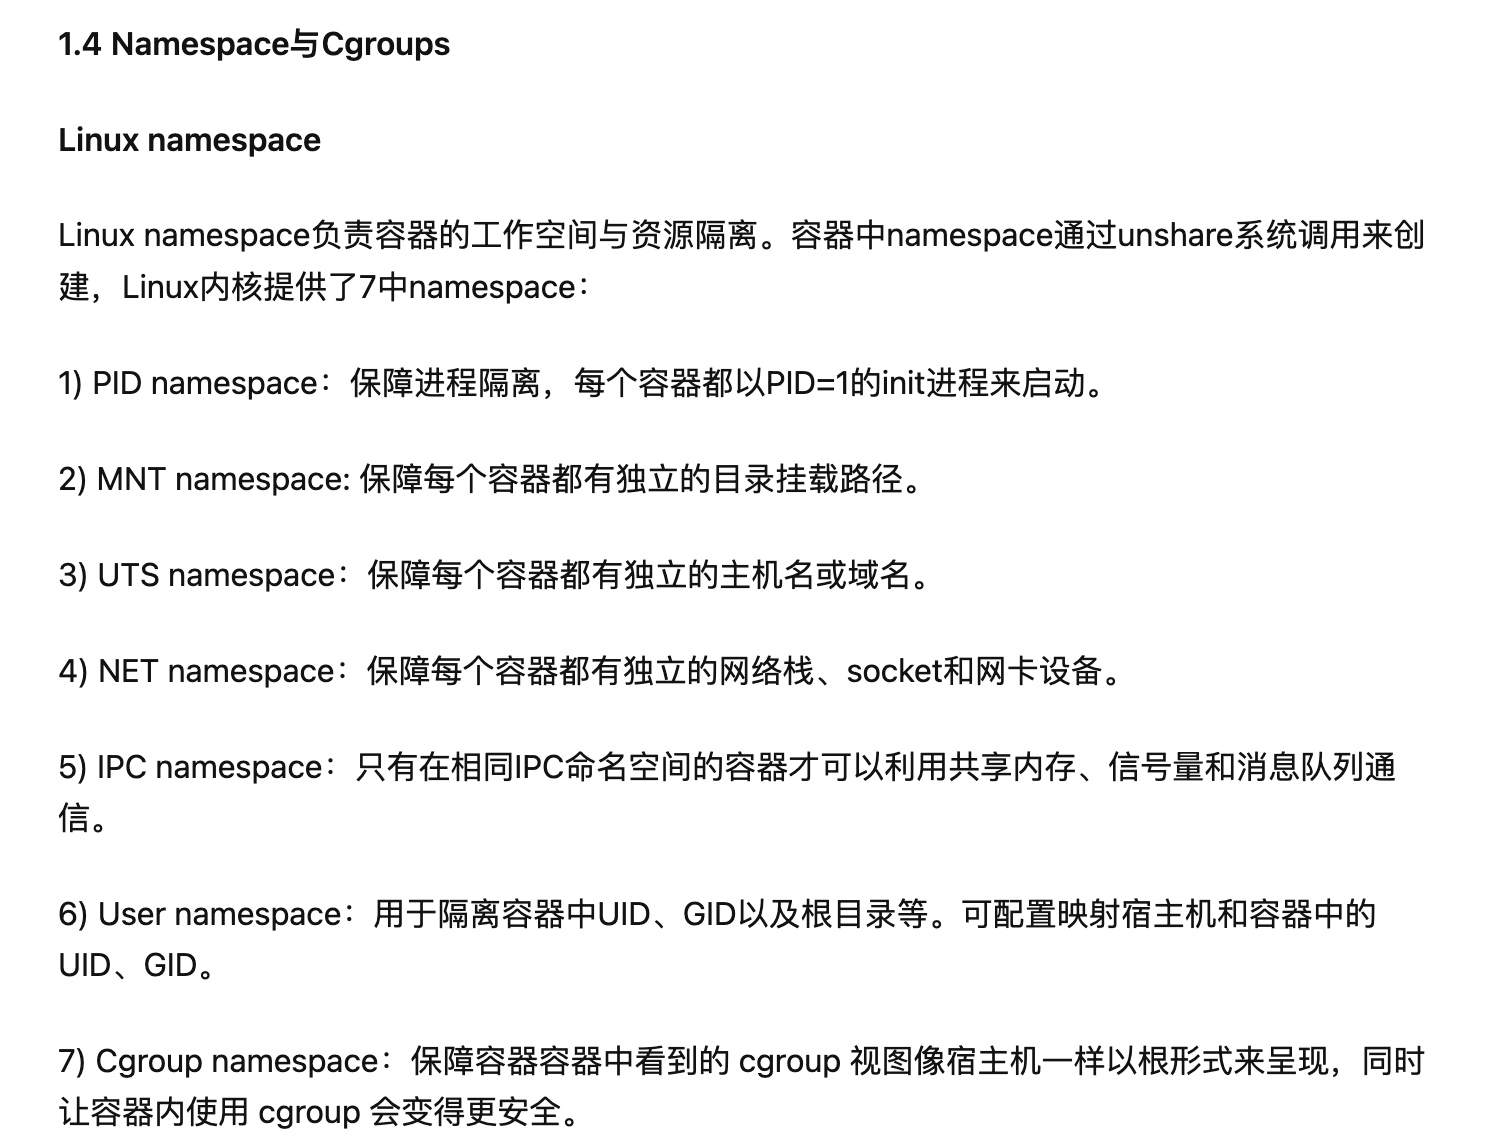 1.4 Namespace与Cgroups
Linux namespace
Linux namespace负责容器的工作空间与资源隔离。容器中namespace通过unshare系统调用来创
建，Linux内核提供了7中namespace：
1) PID namespace：保障进程隔离，每个容器都以PID=1的init进程来启动。
2) MNT namespace: 保障每个容器都有独立的目录挂载路径。
3) UTS namespace：保障每个容器都有独立的主机名或域名。
4) NET namespace：保障每个容器都有独立的网络栈、socket和网卡设备。
5) IPC namespace：只有在相同IPC命名空间的容器才可以利用共享内存、信号量和消息队列通
信。
6) User namespace：用于隔离容器中UID、GID以及根目录等。可配置映射宿主机和容器中的
UID、GID。
7) Cgroup namespace：保障容器容器中看到的 cgroup 视图像宿主机一样以根形式来呈现，同时
让容器内使用 cgroup 会变得更安全。